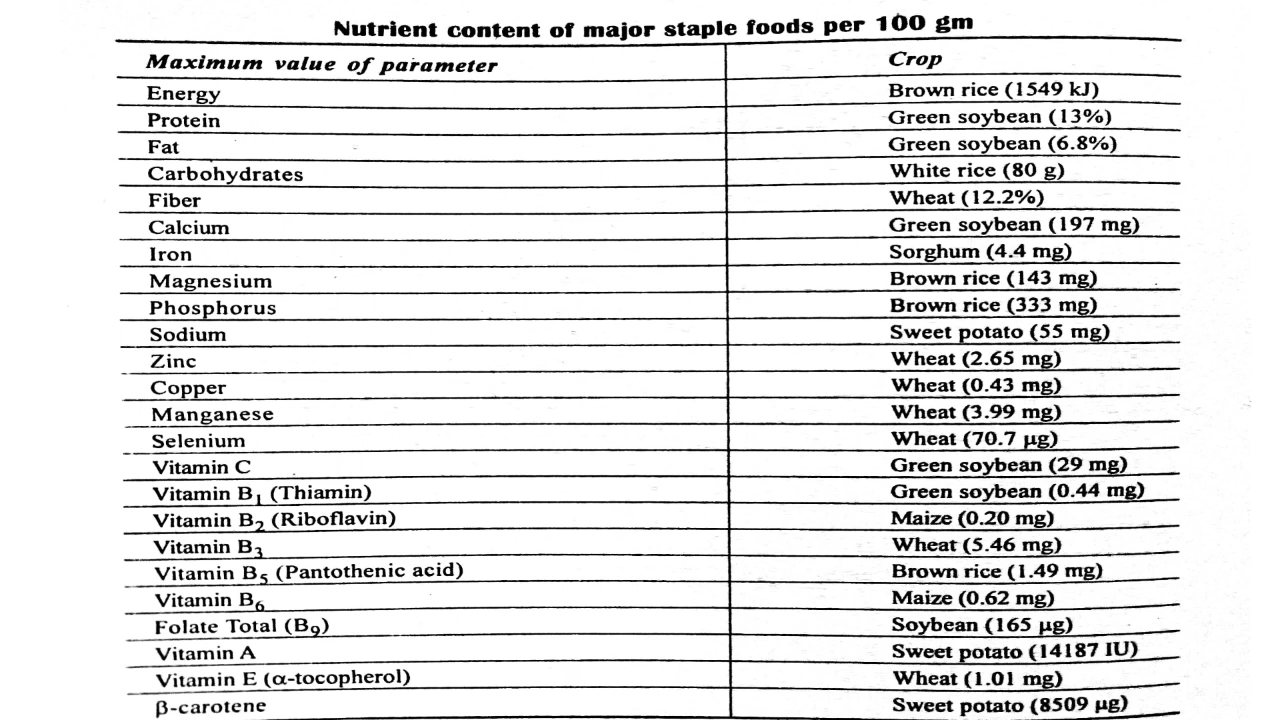 Nutrient content of major staple foods per 100 gm
Maximum value of parameter Crop
Energy Brown rice (1549 kJ)
Protein Green soybean (13%)
Fat Green soybean (6.8%)
Carbohydrates White rice (80 g)
Fiber Wheat (12.2%)
Calcium Green soybean (197 mg)
Iron Sorghum (4.4 mg)
Magnesium Brown rice (143 mg)
Phosphorus Brown rice (333 mg)
Sodium Sweet potato (55 mg)
Zinc Wheat (2.65 mg)
Copper Wheat (0.43 mg)
Manganese Wheat (3.99 mg)
Selenium Wheat (70.7 µg)
Vitamin C Green soybean (29 mg)
Vitamin B₁ (Thiamin) Green soybean (0.44 mg)
Vitamin B₂ (Riboflavin) Maize (0.20 mg)
Vitamin B₃ Wheat (5.46 mg)
Vitamin B₅ (Pantothenic acid) Brown rice (1.49 mg)
Vitamin B₆ Maize (0.62 mg)
Folate Total (B₉) Soybean (165 µg)
Vitamin A Sweet potato (14187 IU)
Vitamin E (α-tocopherol) Wheat (1.01 mg)
β-carotene Sweet potato (8509 µg)